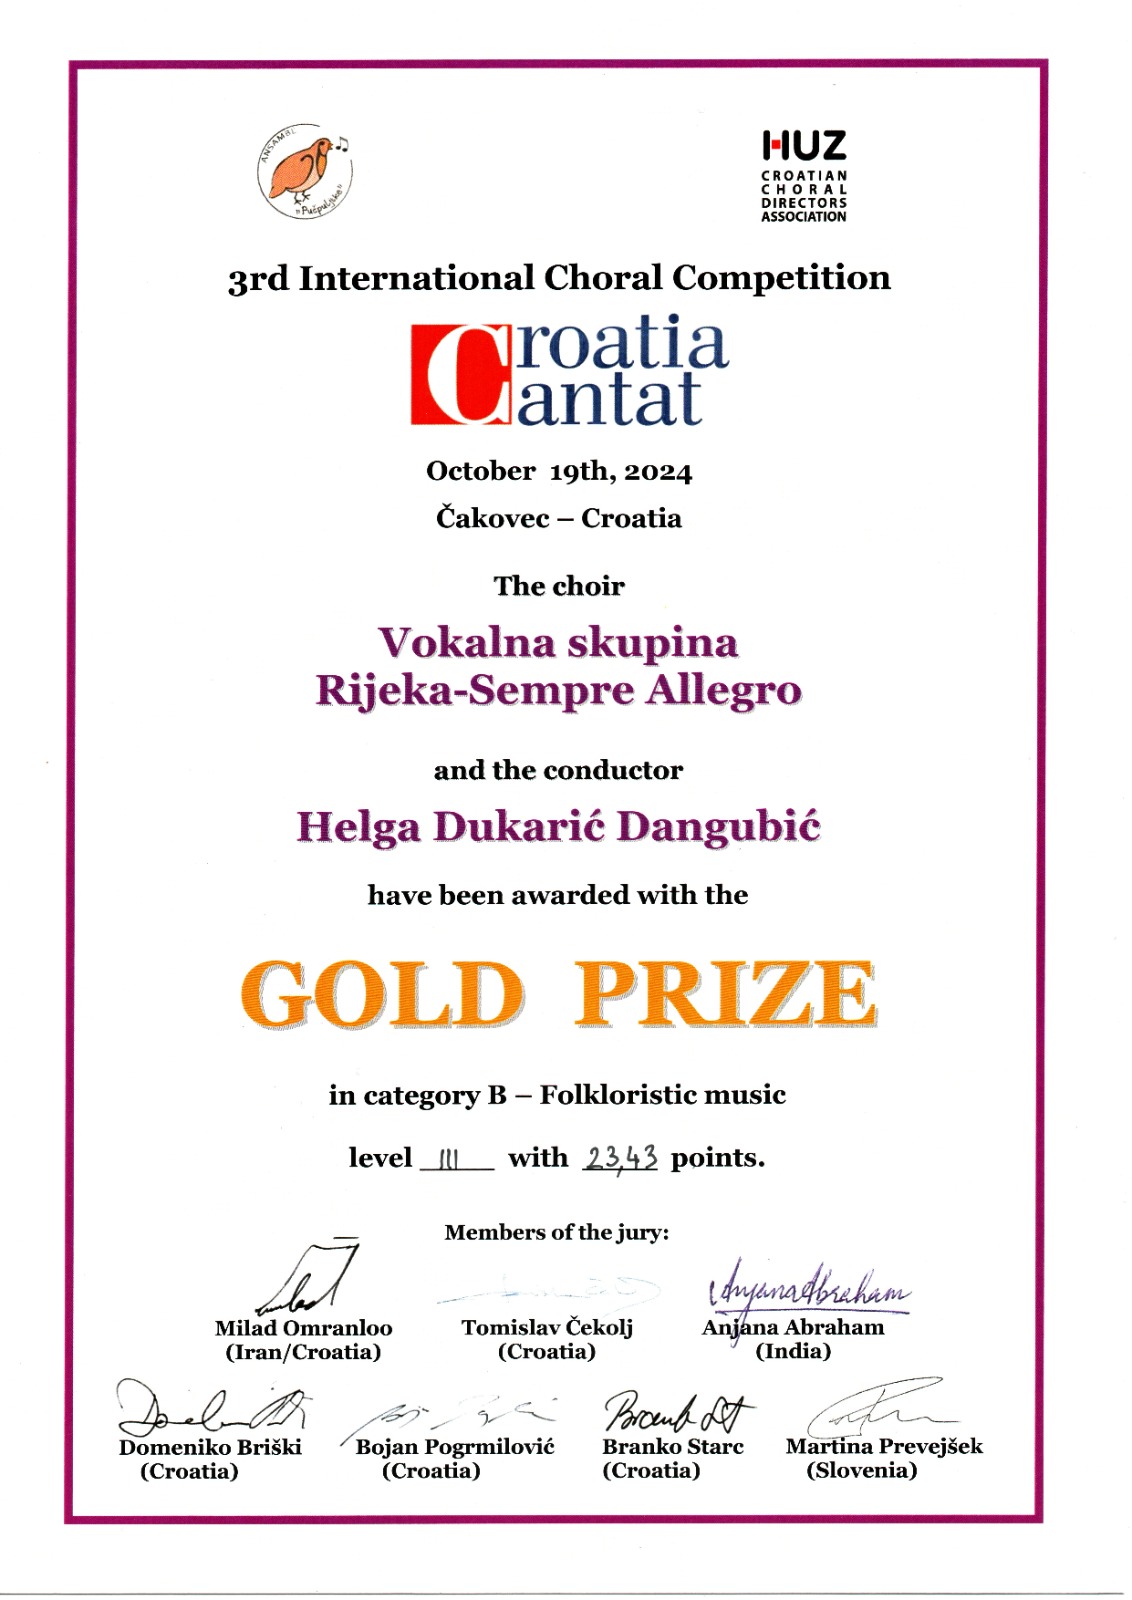 ANSAMBL
"Pučpuljke"
HUZ
CROATIAN
CHORAL
DIRECTORS
ASSOCIATION
3rd International Choral Competition
Croatia
Cantat
October 19th, 2024
Čakovec – Croatia
The choir
Vokalna skupina
Rijeka-Sempre Allegro
and the conductor
Helga Dukarić Dangubić
have been awarded with the
GOLD PRIZE
in category B – Folkloristic music
level III with 23,43 points.
Members of the jury:
Anjana Abraham
Milad Omranloo Tomislav Čekolj Anjana Abraham
(Iran/Croatia) (Croatia) (India)
Domeniko Briški Bojan Pogrmilović Branko Starc Martina Prevejšek
(Croatia) (Croatia) (Croatia) (Slovenia)